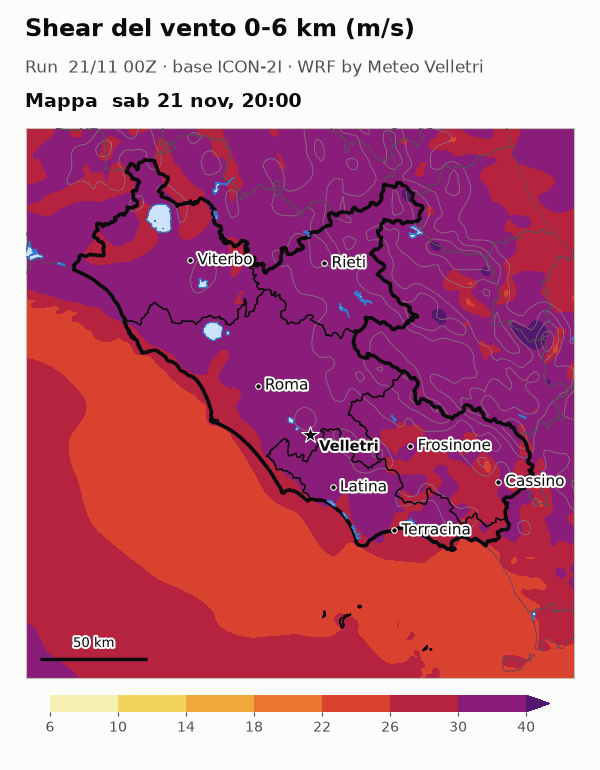 Shear del vento 0-6 km (m/s)
Run  21/11 00Z · base ICON-2I · WRF by Meteo Velletri
Mappa  sab 21 nov, 20:00
Viterbo
Rieti
Roma
Velletri
Frosinone
Latina
Cassino
Terracina
50 km
6 10 14 18 22 26 30 40